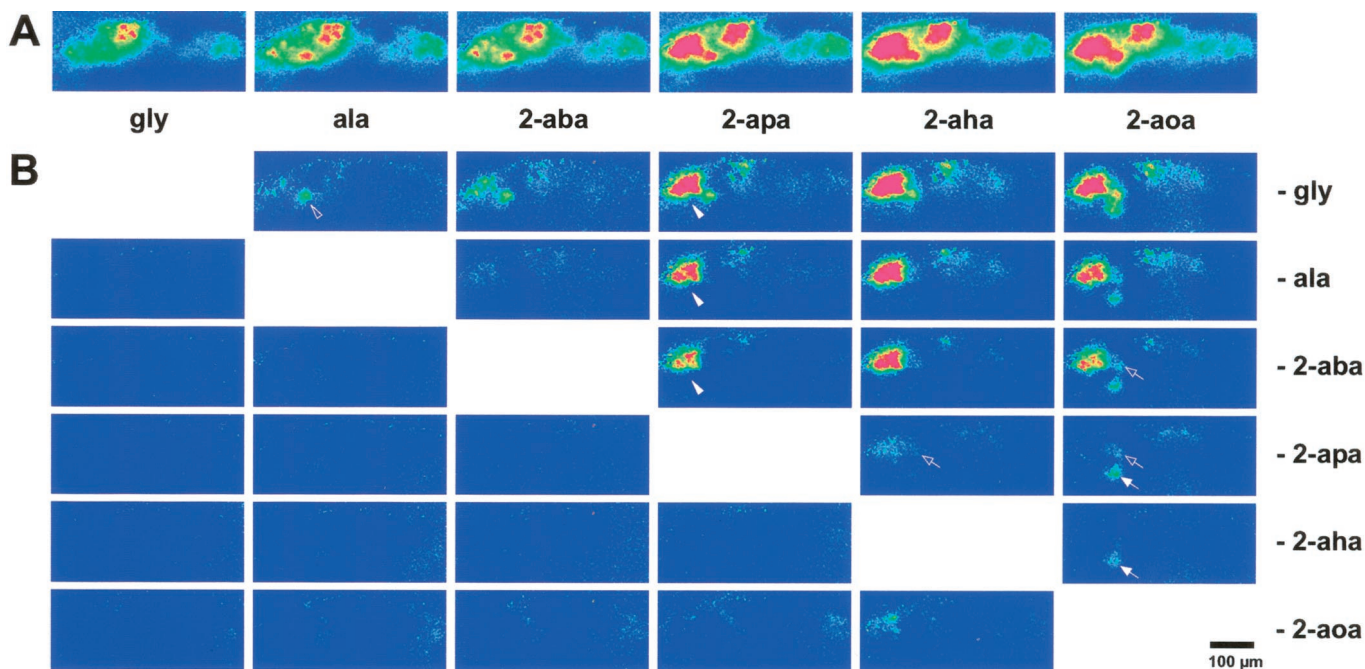 A
gly ala 2-aba 2-apa 2-aha 2-aoa
B
- gly
- ala
- 2-aba
- 2-apa
- 2-aha
- 2-aoa
100 µm